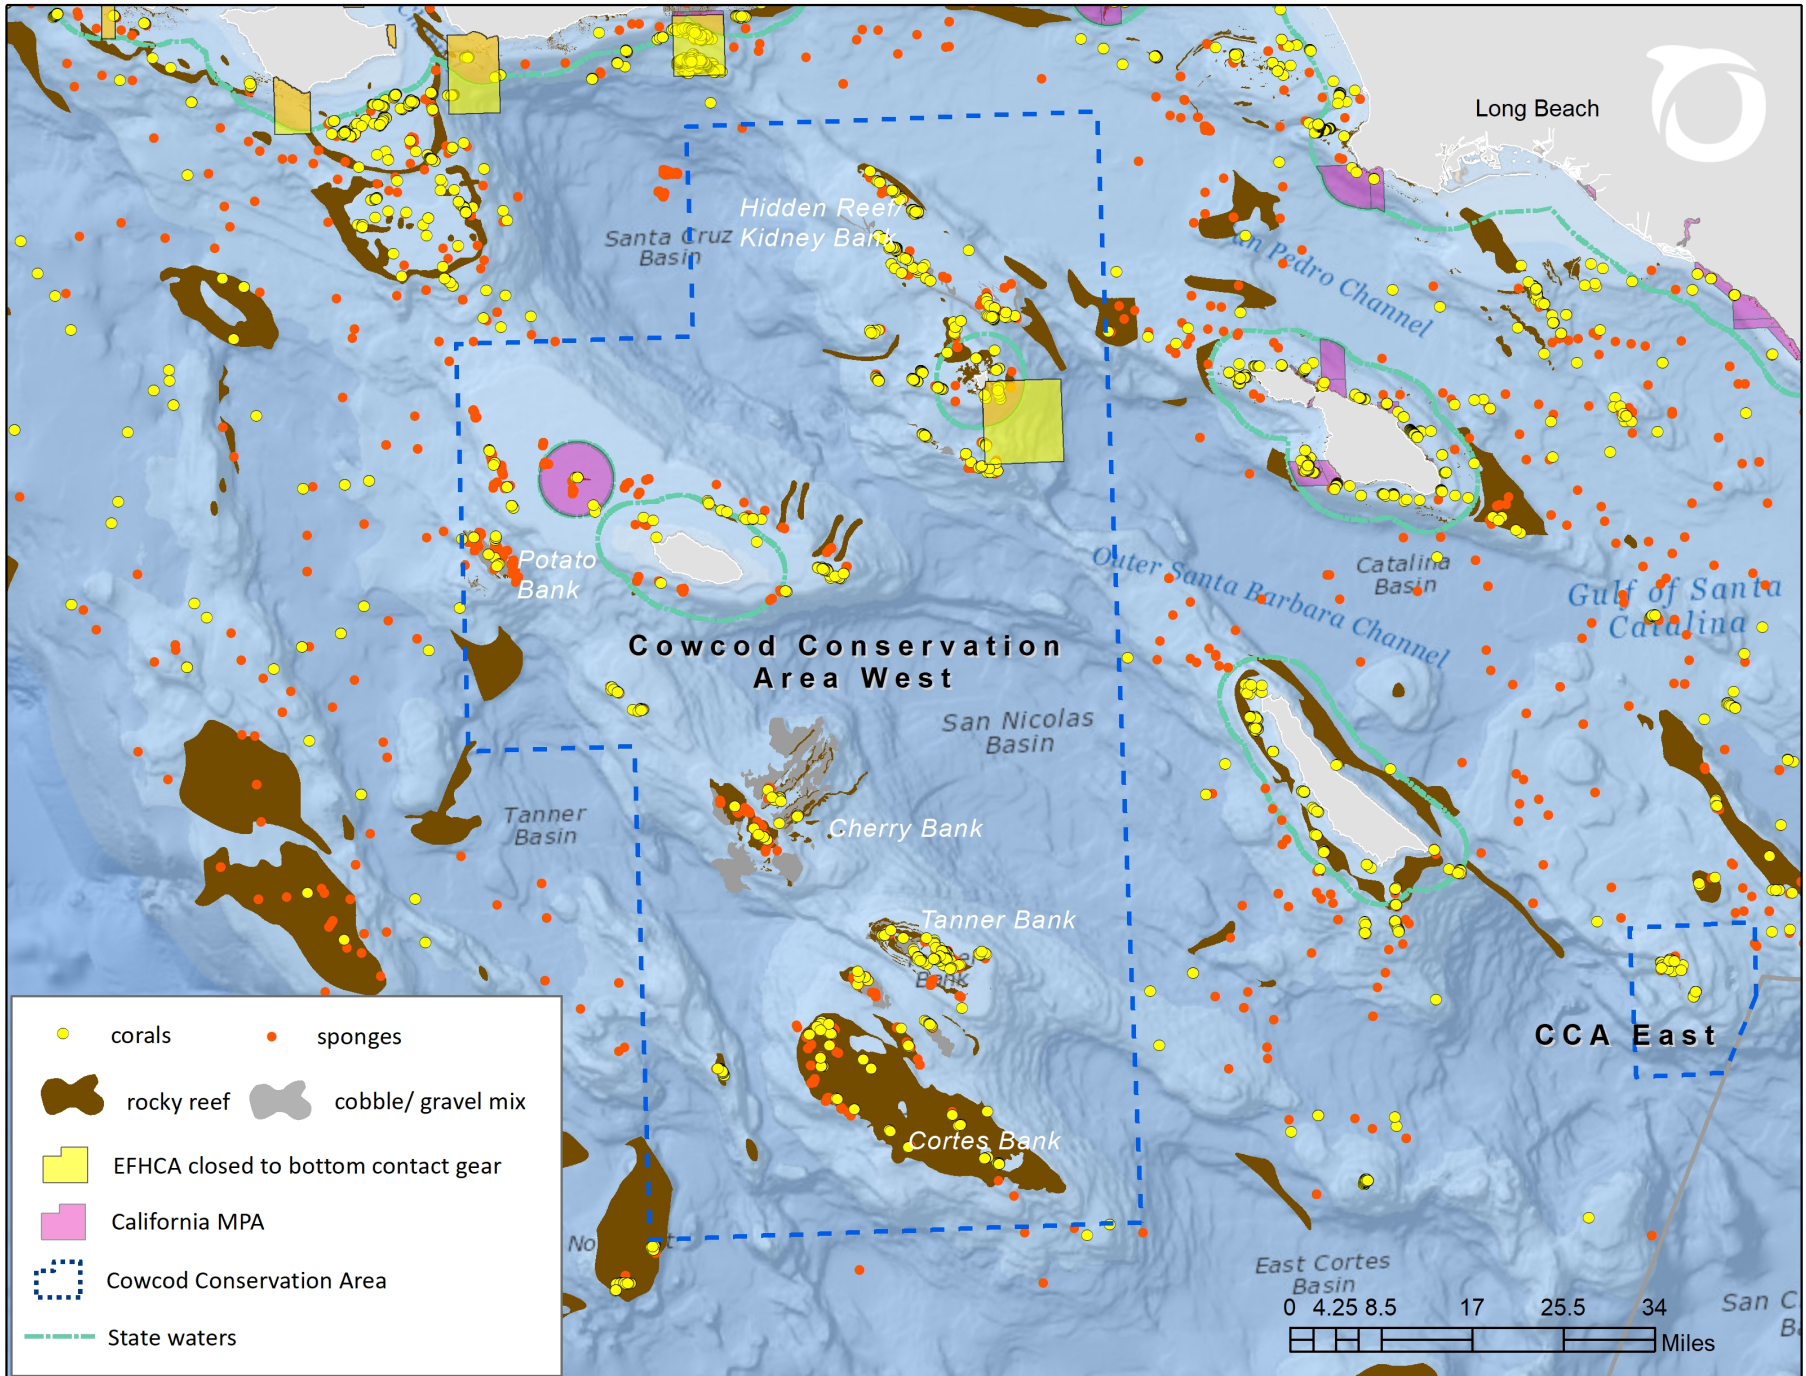 Long Beach
Hidden Reef/
Kidney Bank
Santa Cruz
Basin
San Pedro Channel
Potato
Bank
Outer Santa Barbara Channel
Catalina
Basin
Gulf of Santa
Catalina
Cowcod Conservation
Area West
San Nicolas
Basin
Tanner
Basin
Cherry Bank
Tanner Bank
Bank
CCA East
Cortes Bank
East Cortes
Basin
San C
B
corals
sponges
rocky reef
cobble/ gravel mix
EFHCA closed to bottom contact gear
California MPA
Cowcod Conservation Area
State waters
0 4.25 8.5 17 25.5 34
Miles